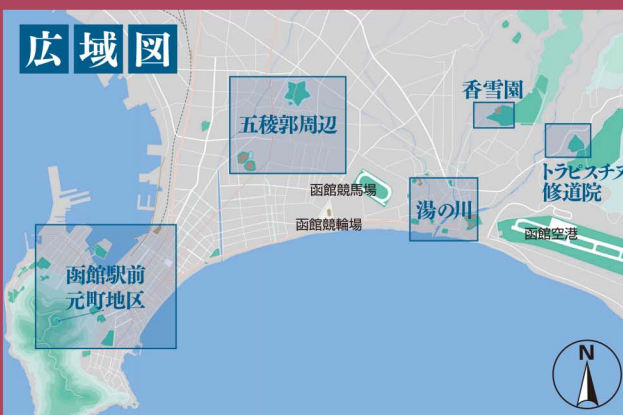 広域図
香雪園
五稜郭周辺
トラピスチヌ
修道院
函館競馬場
湯の川
函館競輪場
函館空港
函館駅前
元町地区
N